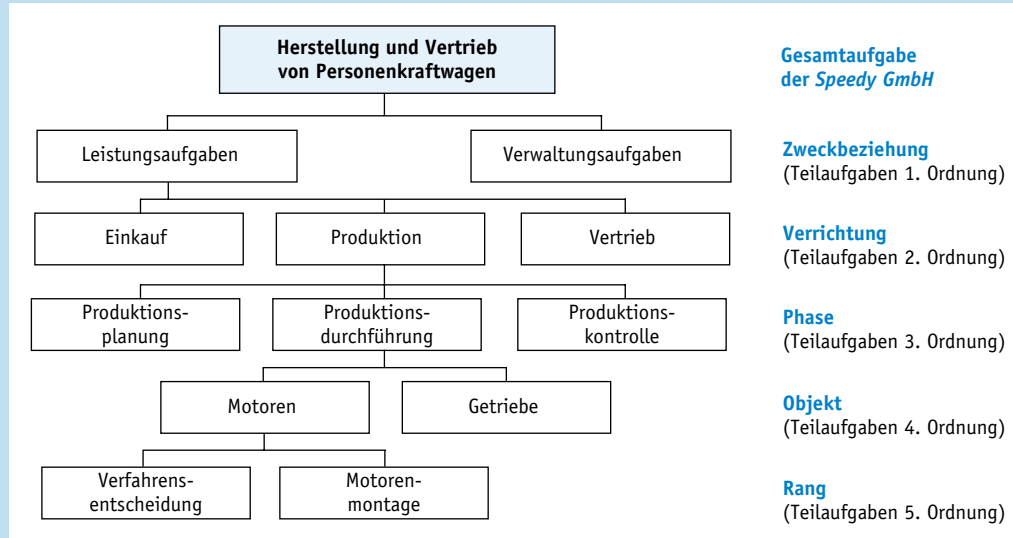 Herstellung und Vertrieb
von Personenkraftwagen
Gesamtaufgabe
der Speedy GmbH
Leistungsaufgaben
Verwaltungsaufgaben
Zweckbeziehung
(Teilaufgaben 1. Ordnung)
Einkauf
Produktion
Vertrieb
Verrichtung
(Teilaufgaben 2. Ordnung)
Produktions-
planung
Produktions-
durchführung
Produktions-
kontrolle
Phase
(Teilaufgaben 3. Ordnung)
Motoren
Getriebe
Objekt
(Teilaufgaben 4. Ordnung)
Verfahrens-
entscheidung
Motoren-
montage
Rang
(Teilaufgaben 5. Ordnung)